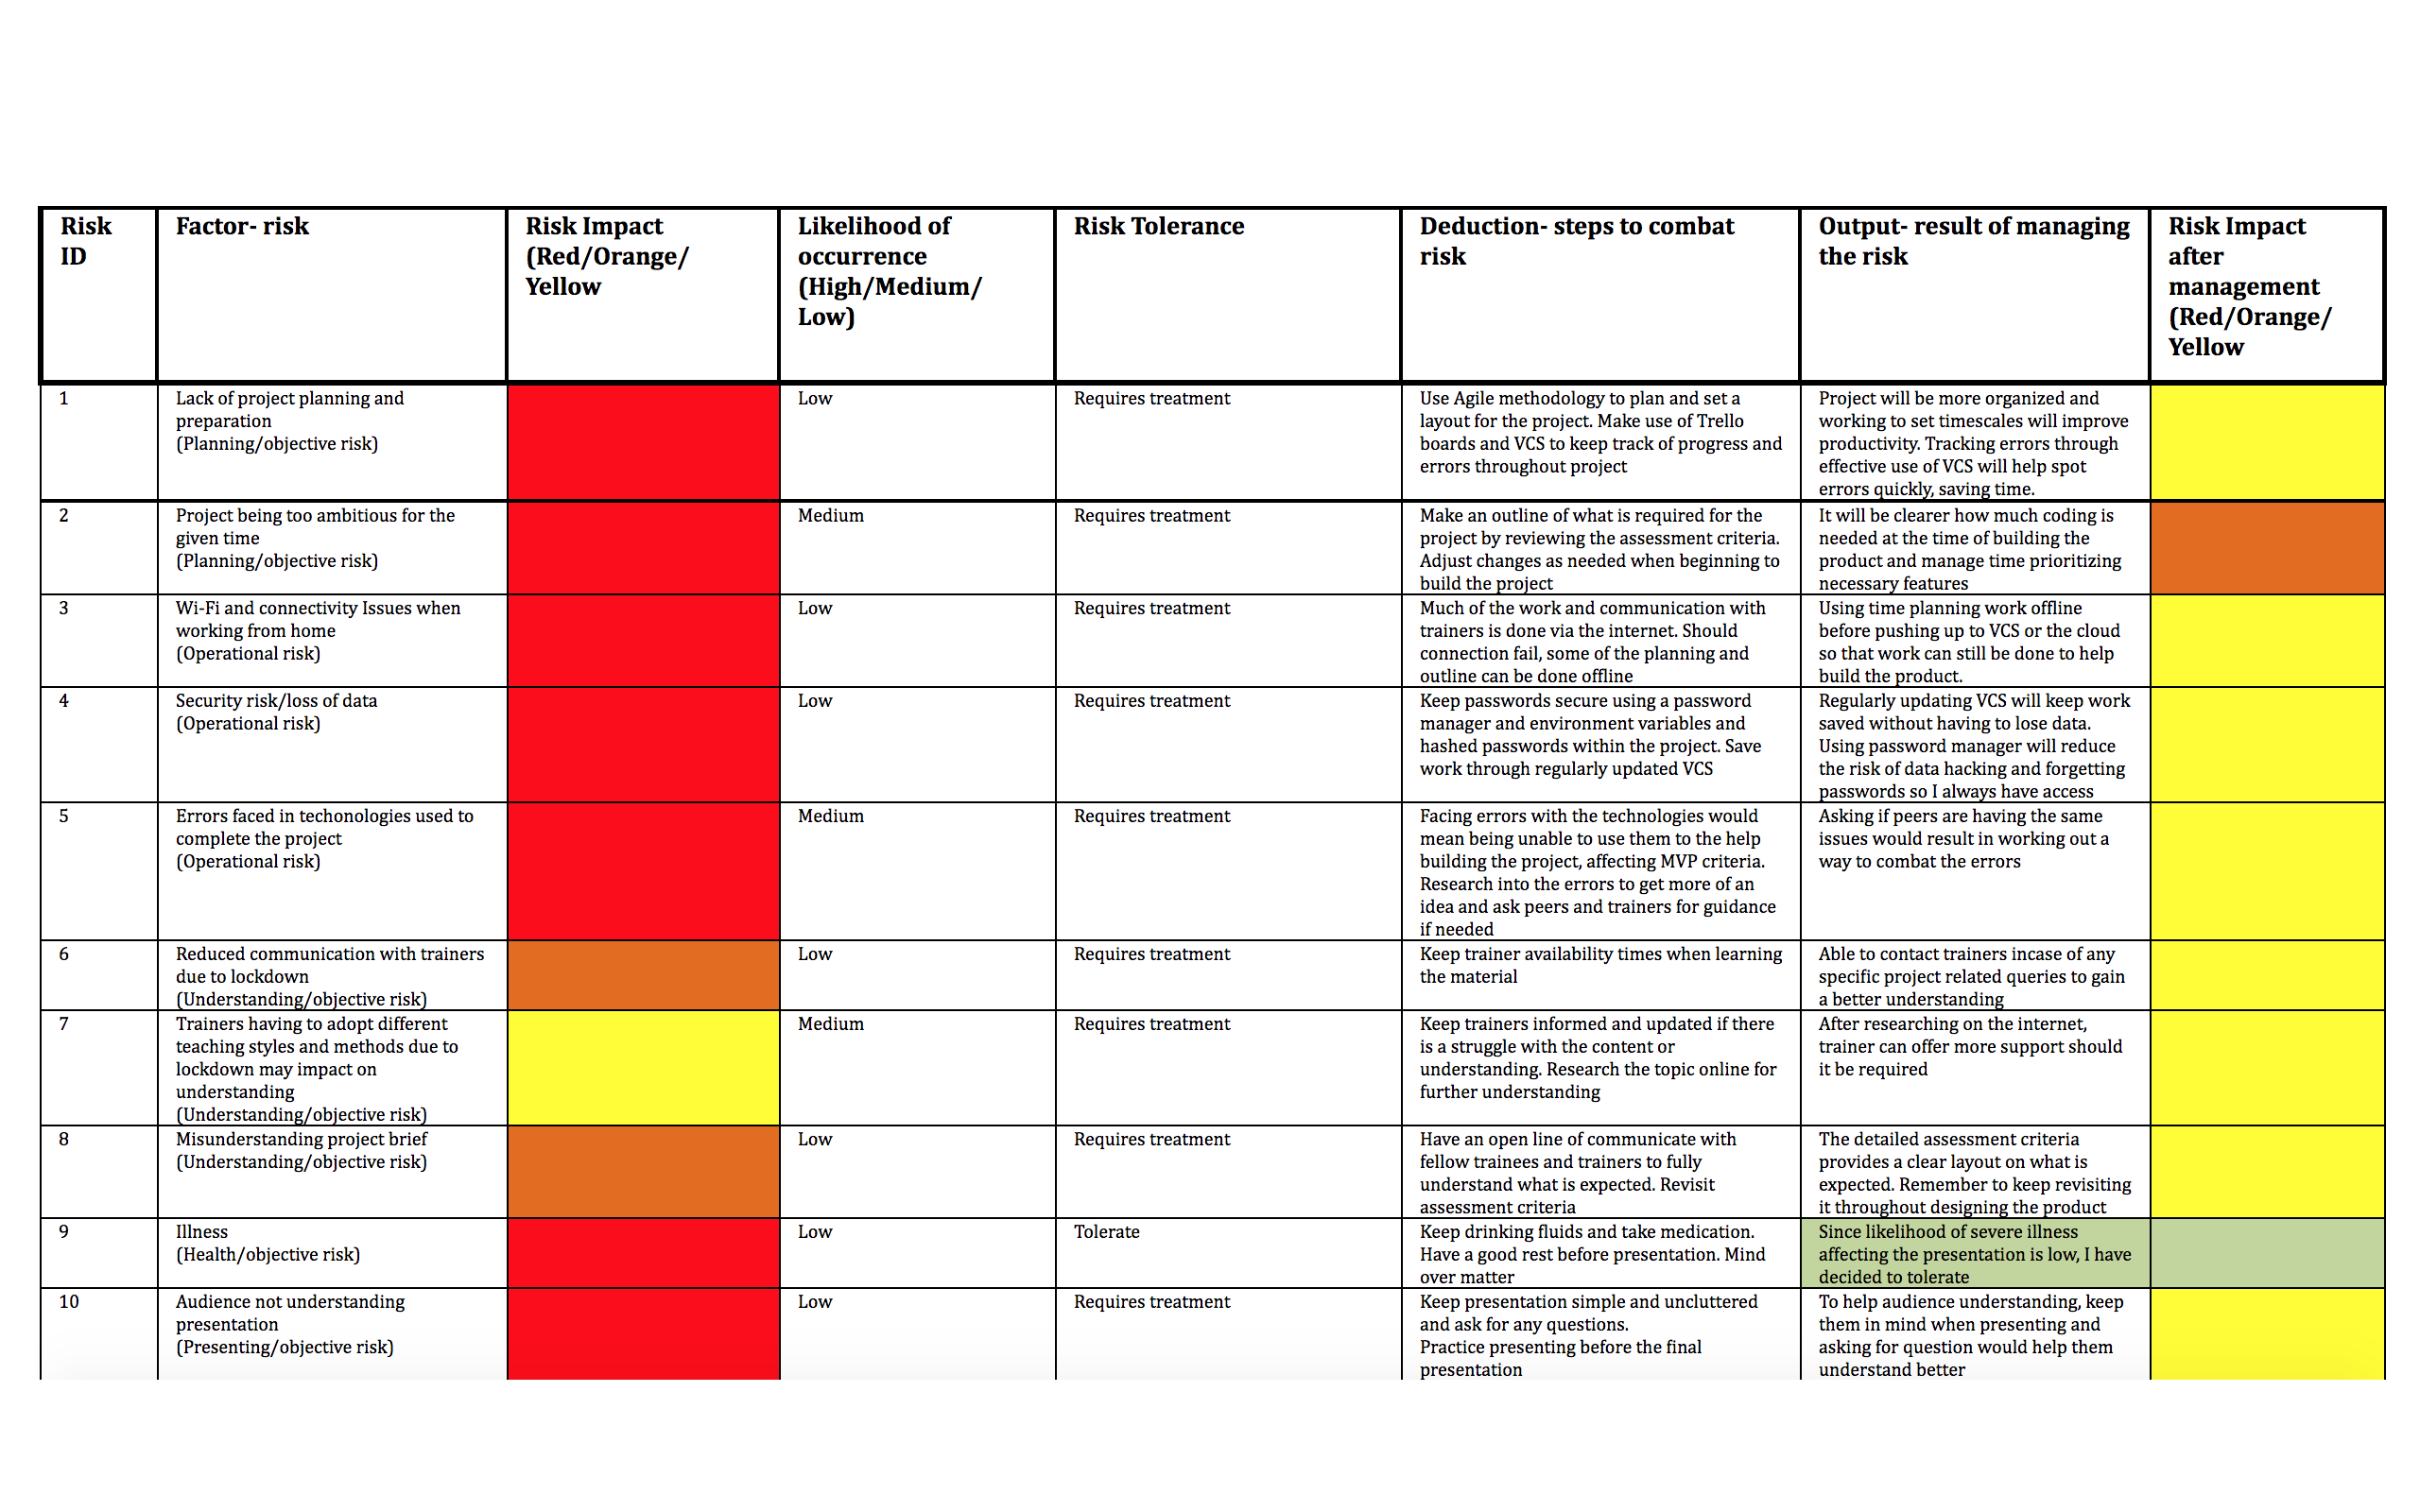 Risk
ID
Factor- risk
Risk Impact
(Red/Orange/
Yellow
Likelihood of
occurrence
(High/Medium/
Low)
Risk Tolerance
Deduction- steps to combat
risk
Output- result of managing
the risk
Risk Impact
after
management
(Red/Orange/
Yellow
1
Lack of project planning and
preparation
(Planning/objective risk)
Low
Requires treatment
Use Agile methodology to plan and set a
layout for the project. Make use of Trello
boards and VCS to keep track of progress and
errors throughout project
Project will be more organized and
working to set timescales will improve
productivity. Tracking errors through
effective use of VCS will help spot
errors quickly, saving time.
2
Project being too ambitious for the
given time
(Planning/objective risk)
Medium
Requires treatment
Make an outline of what is required for the
project by reviewing the assessment criteria.
Adjust changes as needed when beginning to
build the project
It will be clearer how much coding is
needed at the time of building the
product and manage time prioritizing
necessary features
3
Wi-Fi and connectivity Issues when
working from home
(Operational risk)
Low
Requires treatment
Much of the work and communication with
trainers is done via the internet. Should
connection fail, some of the planning and
outline can be done offline
Using time planning work offline
before pushing up to VCS or the cloud
so that work can still be done to help
build the product.
4
Security risk/loss of data
(Operational risk)
Low
Requires treatment
Keep passwords secure using a password
manager and environment variables and
hashed passwords within the project. Save
work through regularly updated VCS
Regularly updating VCS will keep work
saved without having to lose data.
Using password manager will reduce
the risk of data hacking and forgetting
passwords so I always have access
5
Errors faced in techonologies used to
complete the project
(Operational risk)
Medium
Requires treatment
Facing errors with the technologies would
mean being unable to use them to the help
building the project, affecting MVP criteria.
Research into the errors to get more of an
idea and ask peers and trainers for guidance
if needed
Asking if peers are having the same
issues would result in working out a
way to combat the errors
6
Reduced communication with trainers
due to lockdown
(Understanding/objective risk)
Low
Requires treatment
Keep trainer availability times when learning
the material
Able to contact trainers incase of any
specific project related queries to gain
a better understanding
7
Trainers having to adopt different
teaching styles and methods due to
lockdown may impact on
understanding
(Understanding/objective risk)
Medium
Requires treatment
Keep trainers informed and updated if there
is a struggle with the content or
understanding. Research the topic online for
further understanding
After researching on the internet,
trainer can offer more support should
it be required
8
Misunderstanding project brief
(Understanding/objective risk)
Low
Requires treatment
Have an open line of communicate with
fellow trainees and trainers to fully
understand what is expected. Revisit
assessment criteria
The detailed assessment criteria
provides a clear layout on what is
expected. Remember to keep revisiting
it throughout designing the product
9
Illness
(Health/objective risk)
Low
Tolerate
Keep drinking fluids and take medication.
Have a good rest before presentation. Mind
over matter
Since likelihood of severe illness
affecting the presentation is low, I have
decided to tolerate
10
Audience not understanding
presentation
(Presenting/objective risk)
Low
Requires treatment
Keep presentation simple and uncluttered
and ask for any questions.
Practice presenting before the final
presentation
To help audience understanding, keep
them in mind when presenting and
asking for question would help them
understand better